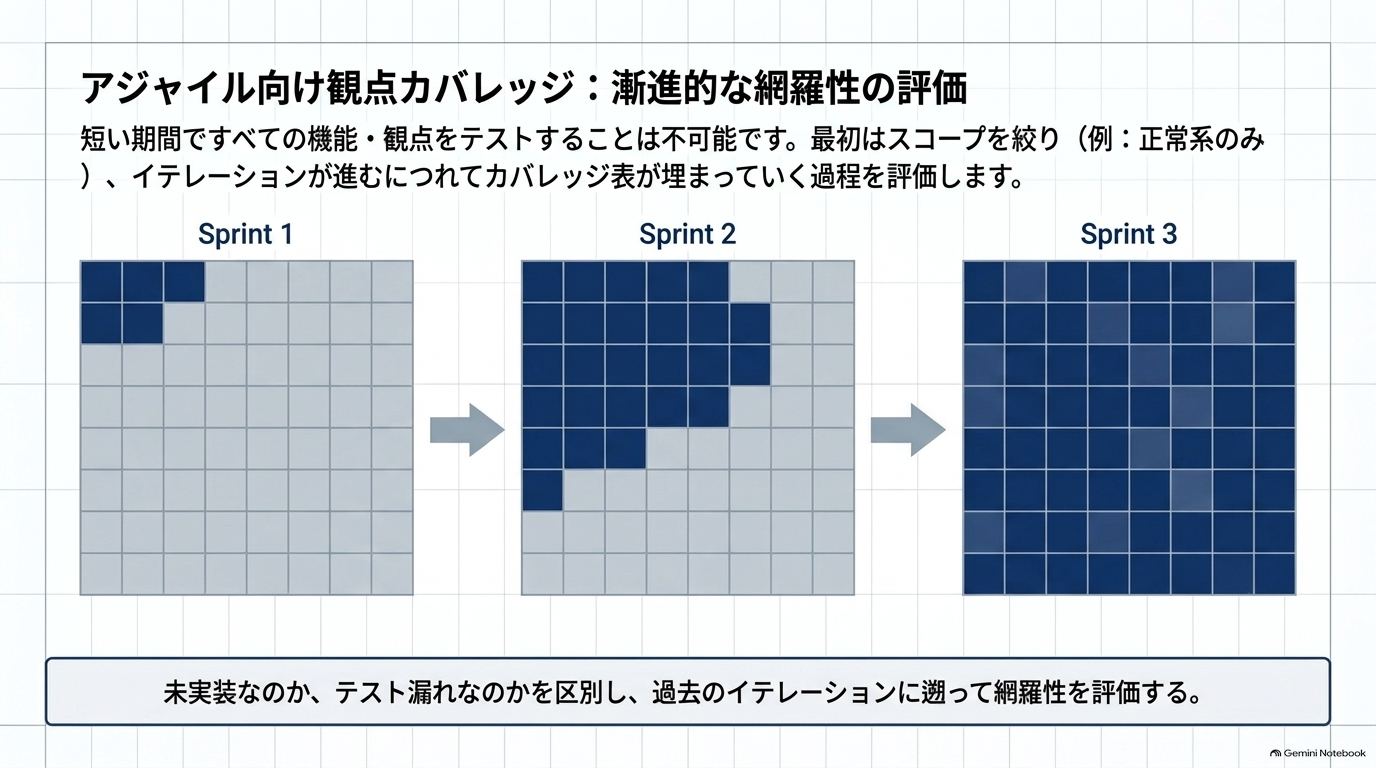 アジャイル向け観点カバレッジ：漸進的な網羅性の評価
短い期間ですべての機能・観点をテストすることは不可能です。最初はスコープを絞り（例：正常系のみ
）、イテレーションが進むにつれてカバレッジ表が埋まっていく過程を評価します。
Sprint 1
Sprint 2
Sprint 3
未実装なのか、テスト漏れなのかを区別し、過去のイテレーションに遡って網羅性を評価する。
Gemini Notebook